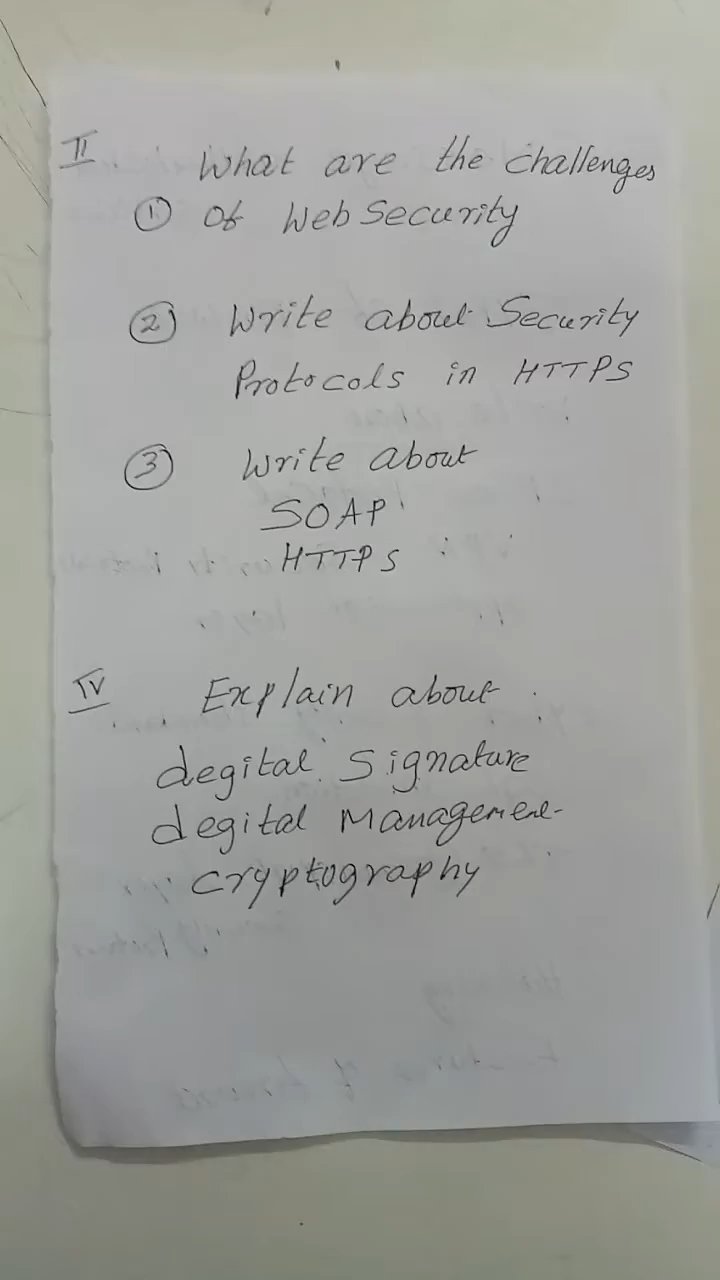 II What are the challenges
① Of Web Security
② Write about Security
Protocols in HTTPS
③ Write about
SOAP
HTTPS
IV Explain about
degital Signature
degital Management
Cryptography